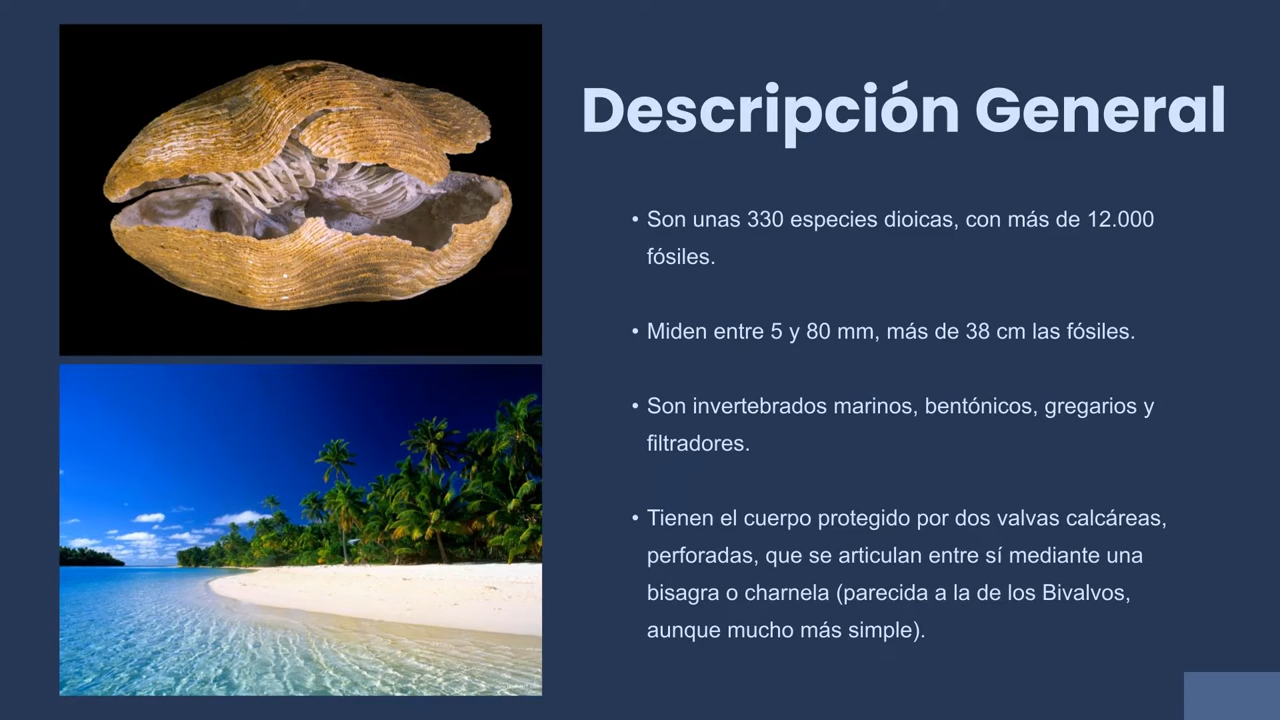 Descripción General
• Son unas 330 especies dioicas, con más de 12.000
fósiles.
• Miden entre 5 y 80 mm, más de 38 cm las fósiles.
• Son invertebrados marinos, bentónicos, gregarios y
filtradores.
• Tienen el cuerpo protegido por dos valvas calcáreas,
perforadas, que se articulan entre sí mediante una
bisagra o charnela (parecida a la de los Bivalvos,
aunque mucho más simple).